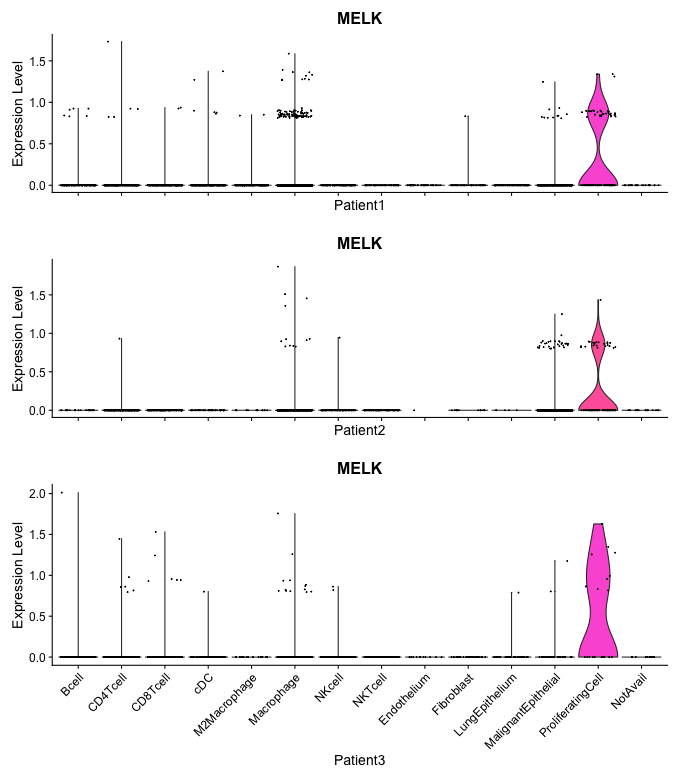 MELK
Expression Level
1.5
1.0
0.5
0.0
Patient1
MELK
Expression Level
1.5
1.0
0.5
0.0
Patient2
MELK
Expression Level
2.0
1.5
1.0
0.5
0.0
Bcell
CD4Tcell
CD8Tcell
cDC
M2Macrophage
Macrophage
NKcell
NKTcell
Endothelium
Fibroblast
LungEpithelium
MalignantEpithelial
ProliferatingCell
NotAvail
Patient3